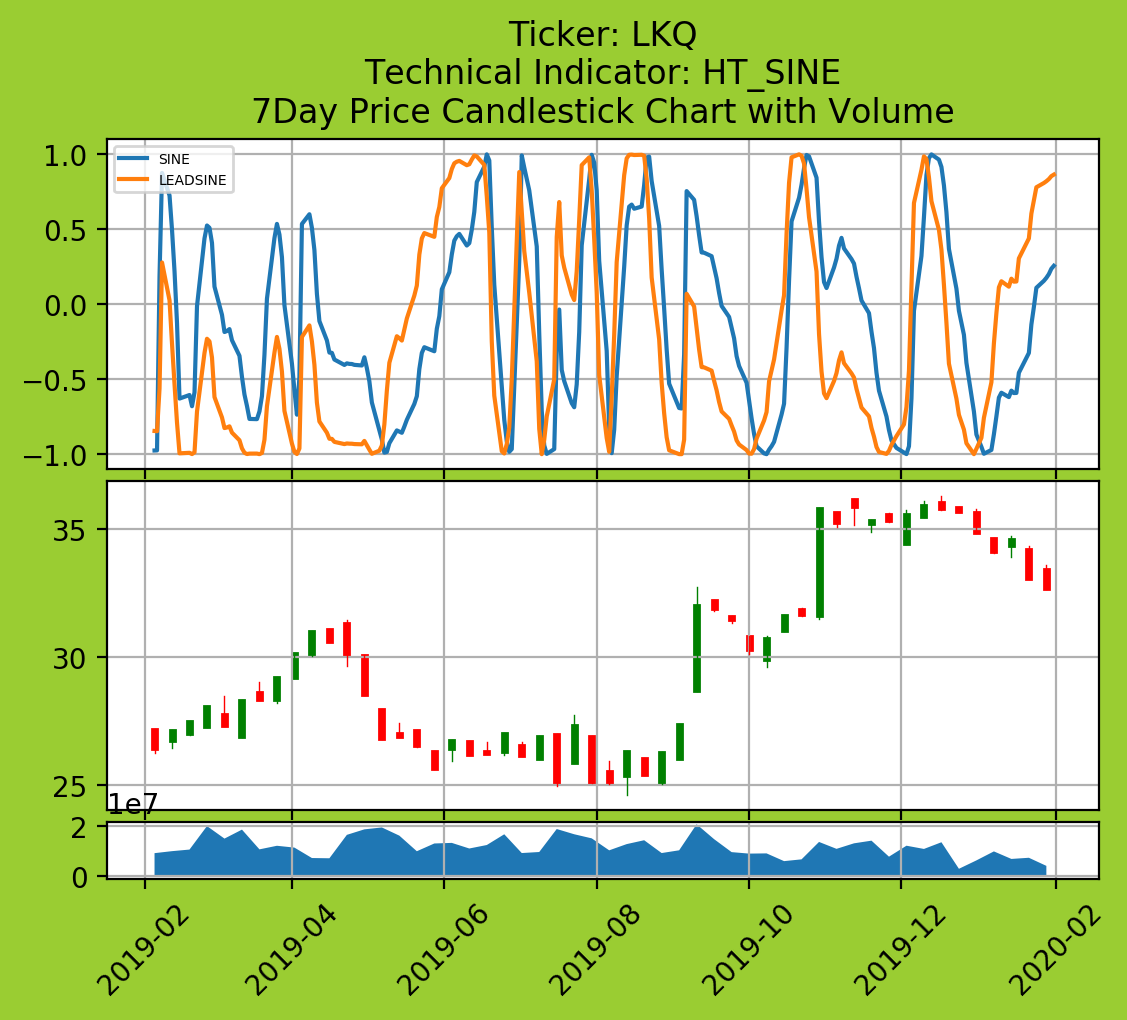 Ticker: LKQ
Technical Indicator: HT_SINE
7Day Price Candlestick Chart with Volume
1.0
0.5
0.0
−0.5
−1.0
SINE
LEADSINE
35
30
25
1e7
2
0
2019-02
2019-04
2019-06
2019-08
2019-10
2019-12
2020-02